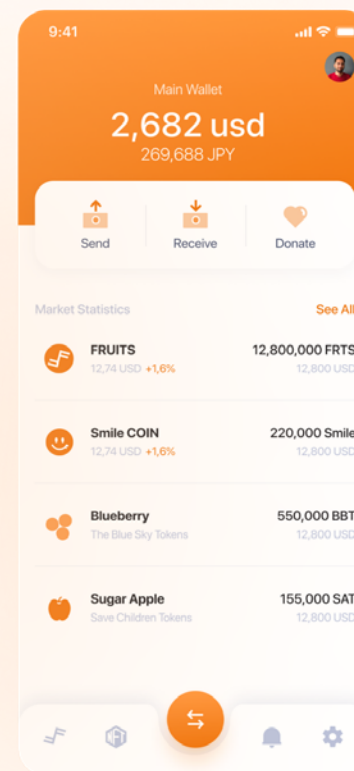 9:41
Main Wallet
2,682 usd
269,688 JPY
Send
Receive
Donate
Market Statistics
See All
FRUITS
12,800,000 FRTS
12,74 USD +1,6%
12,800 USD
Smile COIN
220,000 Smile
12,74 USD +1,6%
12,800 USD
Blueberry
550,000 BBT
The Blue Sky Tokens
12,800 USD
Sugar Apple
155,000 SAT
Save Children Tokens
12,800 USD